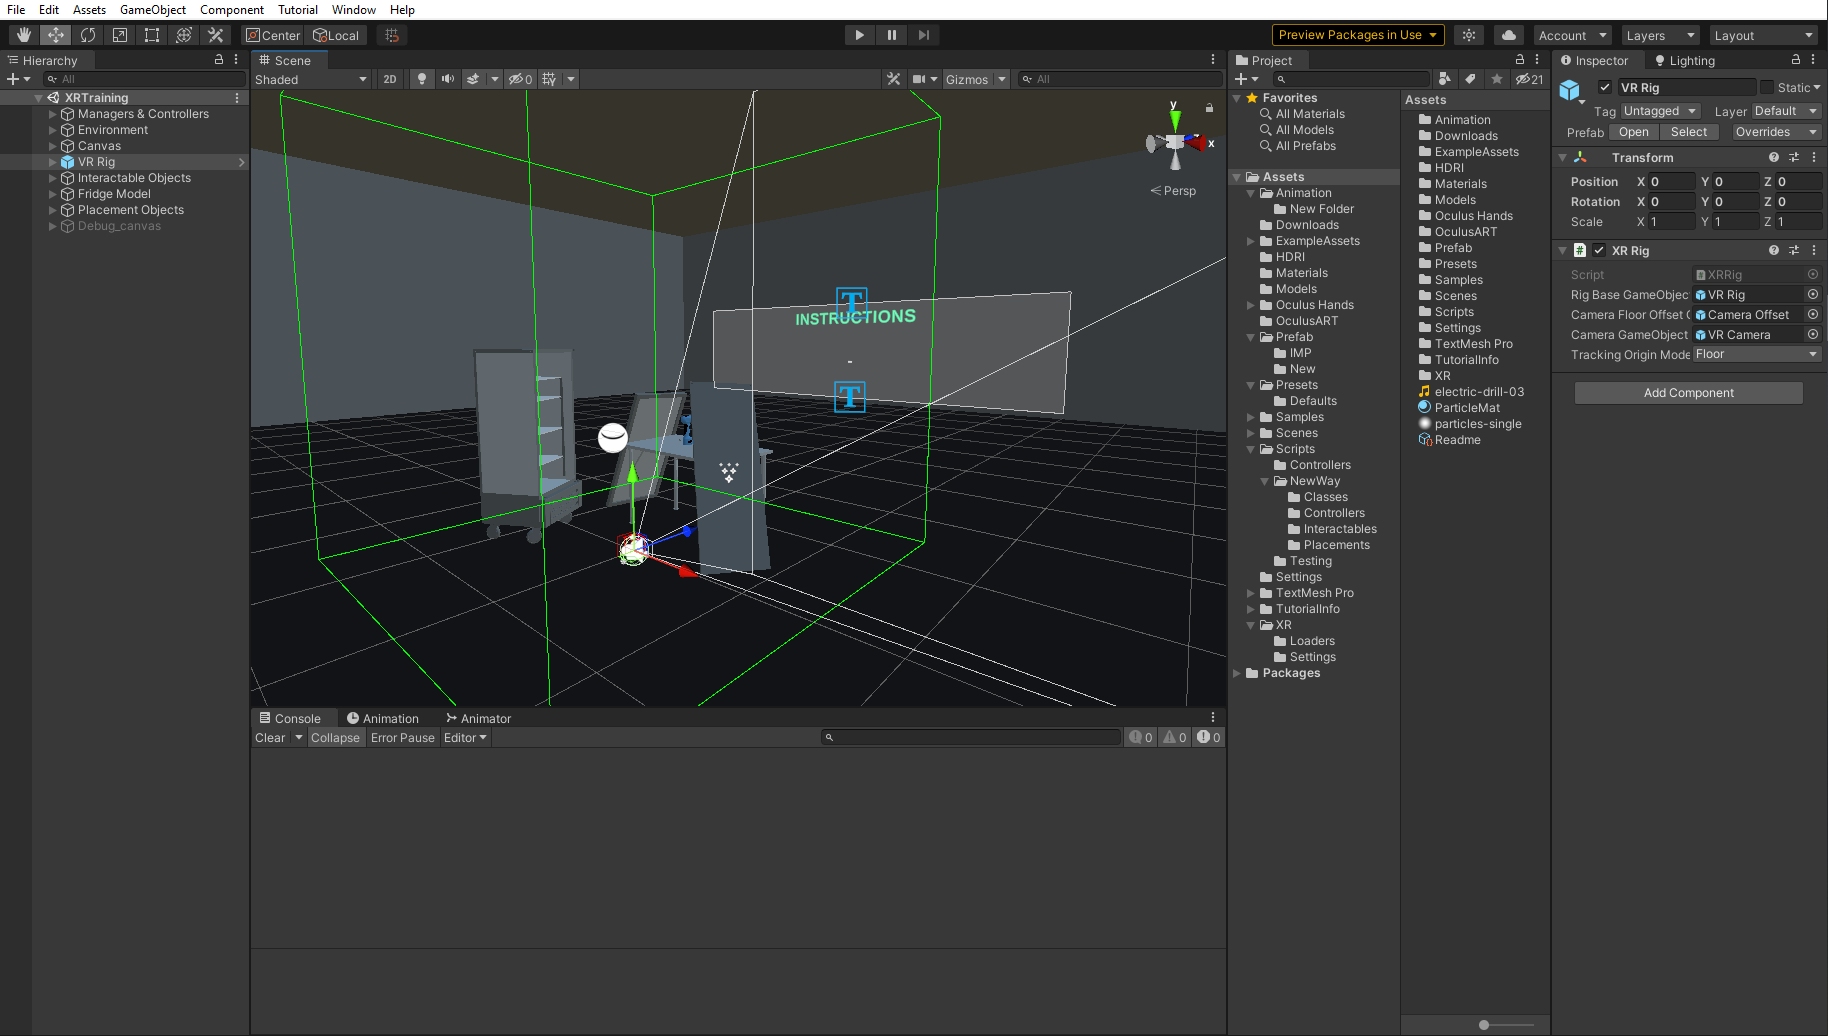 File Edit Assets GameObject Component Tutorial Window Help
Center Local
Preview Packages in Use Account Layers Layout
Hierarchy
All
XRTraining
Managers & Controllers
Environment
Canvas
VR Rig
Interactable Objects
Fridge Model
Placement Objects
Debug_canvas
Scene
Shaded 2D 0 Gizmos All
y
x
Persp
INSTRUCTIONS
T
T
Console Animation Animator
Clear Collapse Error Pause Editor 0 0 0
Project
21
Favorites
All Materials
All Models
All Prefabs
Assets
Animation
New Folder
Downloads
ExampleAssets
HDRI
Materials
Models
Oculus Hands
OculusART
Prefab
IMP
New
Presets
Defaults
Samples
Scenes
Scripts
Controllers
NewWay
Classes
Controllers
Interactables
Placements
Testing
Settings
TextMesh Pro
TutorialInfo
XR
Loaders
Settings
Packages
Assets
Animation
Downloads
ExampleAssets
HDRI
Materials
Models
Oculus Hands
OculusART
Prefab
Presets
Samples
Scenes
Scripts
Settings
TextMesh Pro
TutorialInfo
XR
electric-drill-03
ParticleMat
particles-single
Readme
Inspector Lighting
VR Rig Static
Tag Untagged Layer Default
Prefab Open Select Overrides
Transform
Position X 0 Y 0 Z 0
Rotation X 0 Y 0 Z 0
Scale X 1 Y 1 Z 1
# XR Rig
Script XRRig
Rig Base GameObjec VR Rig
Camera Floor Offset G Camera Offset
Camera GameObject VR Camera
Tracking Origin Mode Floor
Add Component